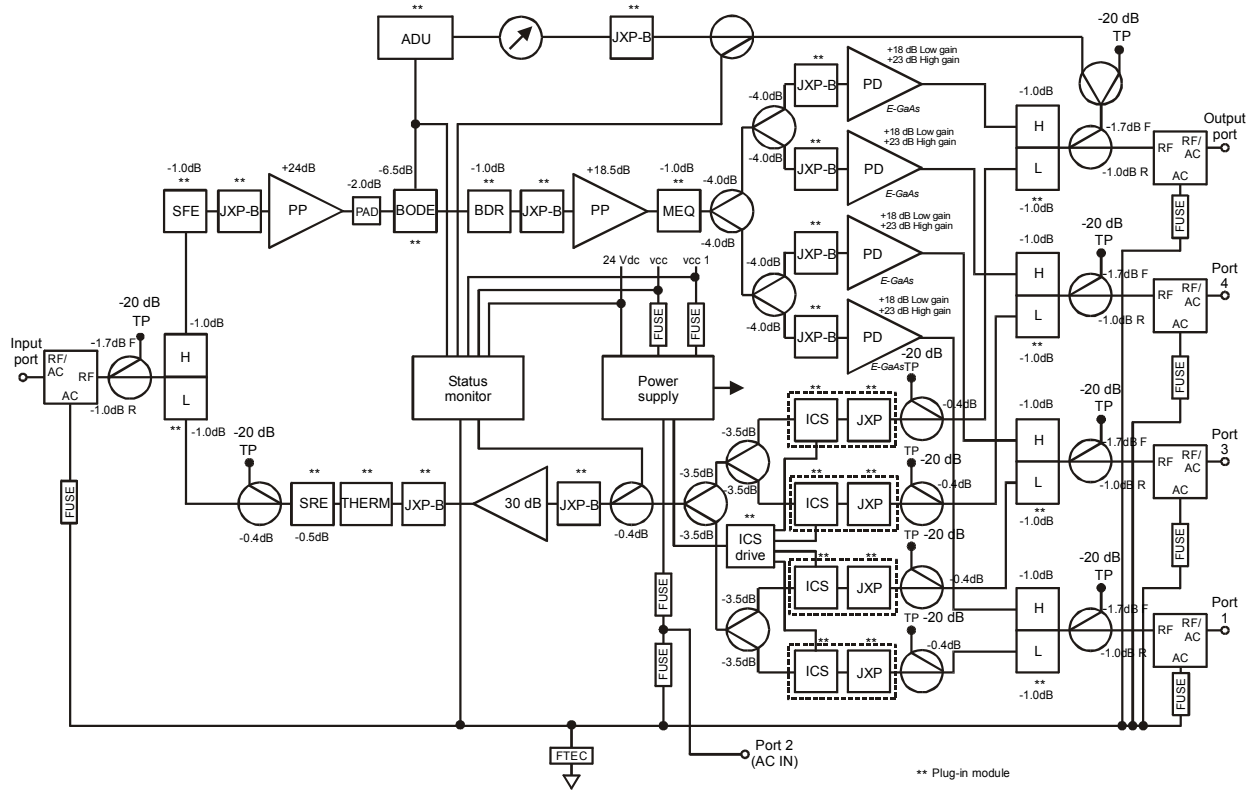 **
ADU
**
JXP-B
-20 dB
TP
+18 dB Low gain
+23 dB High gain
**
JXP-B
PD
E-GaAs
-4.0dB
-4.0dB
-1.0dB
H
L
**
-1.0dB
-1.7dB F
-1.0dB R
RF
RF/
AC
AC
Output
port
FUSE
+18 dB Low gain
+23 dB High gain
**
JXP-B
PD
E-GaAs
-1.0dB
**
SFE
**
JXP-B
+24dB
PP
-2.0dB
PAD
-6.5dB
BODE
**
-1.0dB
**
BDR
**
JXP-B
+18.5dB
PP
-1.0dB
**
MEQ
-4.0dB
-4.0dB
+18 dB Low gain
+23 dB High gain
**
JXP-B
PD
E-GaAs
-4.0dB
-4.0dB
-20 dB
TP
-1.0dB
H
L
**
-1.0dB
-1.7dB F
-1.0dB R
RF
RF/
AC
AC
Port
4
FUSE
+18 dB Low gain
+23 dB High gain
**
JXP-B
PD
E-GaAs
24 Vdc
vcc
vcc 1
FUSE
FUSE
Input
port
RF/
AC
RF
AC
-20 dB
TP
-1.7dB F
-1.0dB R
-1.0dB
H
L
**
-1.0dB
Status
monitor
Power
supply
-20 dB
TP
**
ICS
**
JXP
-0.4dB
-20 dB
TP
-1.0dB
H
L
**
-1.0dB
-1.7dB F
-1.0dB R
RF
RF/
AC
AC
Port
3
FUSE
FUSE
-20 dB
TP
-0.4dB
**
SRE
-0.5dB
**
THERM
**
JXP-B
30 dB
**
JXP-B
-0.4dB
-3.5dB
-3.5dB
-3.5dB
-3.5dB
**
ICS
**
JXP
TP
-20 dB
-0.4dB
**
ICS
drive
**
ICS
**
JXP
TP
-20 dB
-0.4dB
-3.5dB
-3.5dB
**
ICS
**
JXP
TP
-20 dB
-0.4dB
-20 dB
TP
-1.0dB
H
L
**
-1.0dB
-1.7dB F
-1.0dB R
RF
RF/
AC
AC
Port
1
FUSE
FUSE
FUSE
FTEC
Port 2
(AC IN)
** Plug-in module